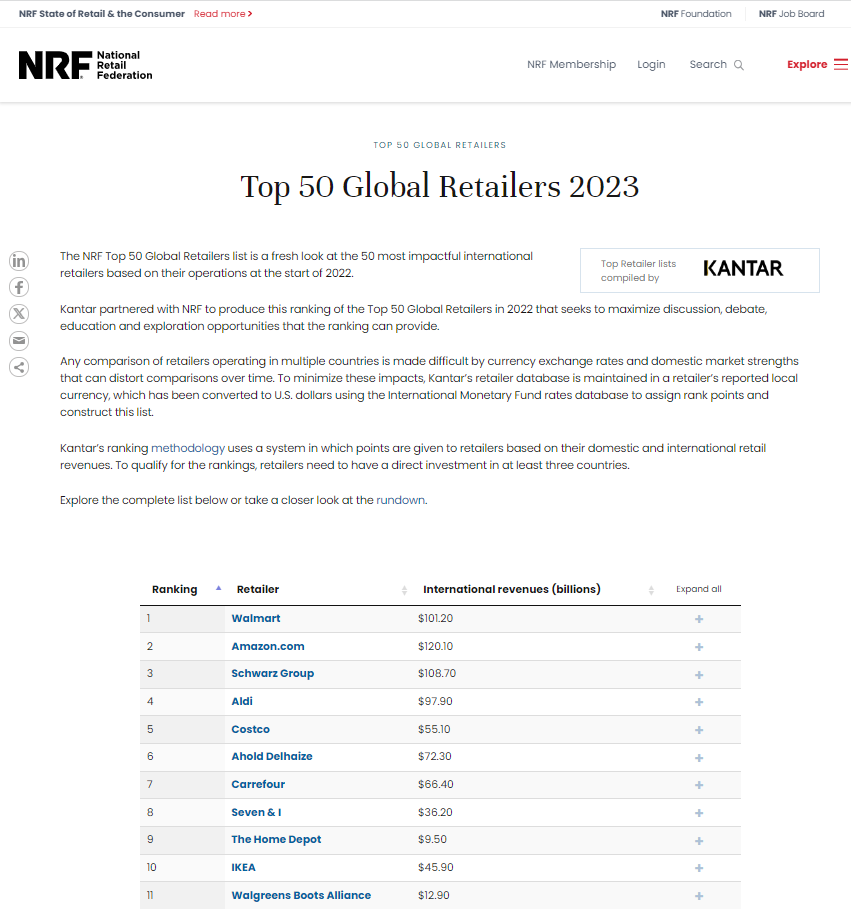 NRF State of Retail & the Consumer Read more >
NRF Foundation NRF Job Board
NRF National
Retail
Federation
NRF Membership Login Search Explore
TOP 50 GLOBAL RETAILERS
Top 50 Global Retailers 2023
The NRF Top 50 Global Retailers list is a fresh look at the 50 most impactful international
retailers based on their operations at the start of 2022.
Top Retailer lists
compiled by
KANTAR
Kantar partnered with NRF to produce this ranking of the Top 50 Global Retailers in 2022 that seeks to maximize discussion, debate,
education and exploration opportunities that the ranking can provide.
Any comparison of retailers operating in multiple countries is made difficult by currency exchange rates and domestic market strengths
that can distort comparisons over time. To minimize these impacts, Kantar's retailer database is maintained in a retailer's reported local
currency, which has been converted to U.S. dollars using the International Monetary Fund rates database to assign rank points and
construct this list.
Kantar's ranking methodology uses a system in which points are given to retailers based on their domestic and international retail
revenues. To qualify for the rankings, retailers need to have a direct investment in at least three countries.
Explore the complete list below or take a closer look at the rundown.
Ranking Retailer International revenues (billions) Expand all
1 Walmart $101.20 +
2 Amazon.com $120.10 +
3 Schwarz Group $108.70 +
4 Aldi $97.90 +
5 Costco $55.10 +
6 Ahold Delhaize $72.30 +
7 Carrefour $66.40 +
8 Seven & I $36.20 +
9 The Home Depot $9.50 +
10 IKEA $45.90 +
11 Walgreens Boots Alliance $12.90 +